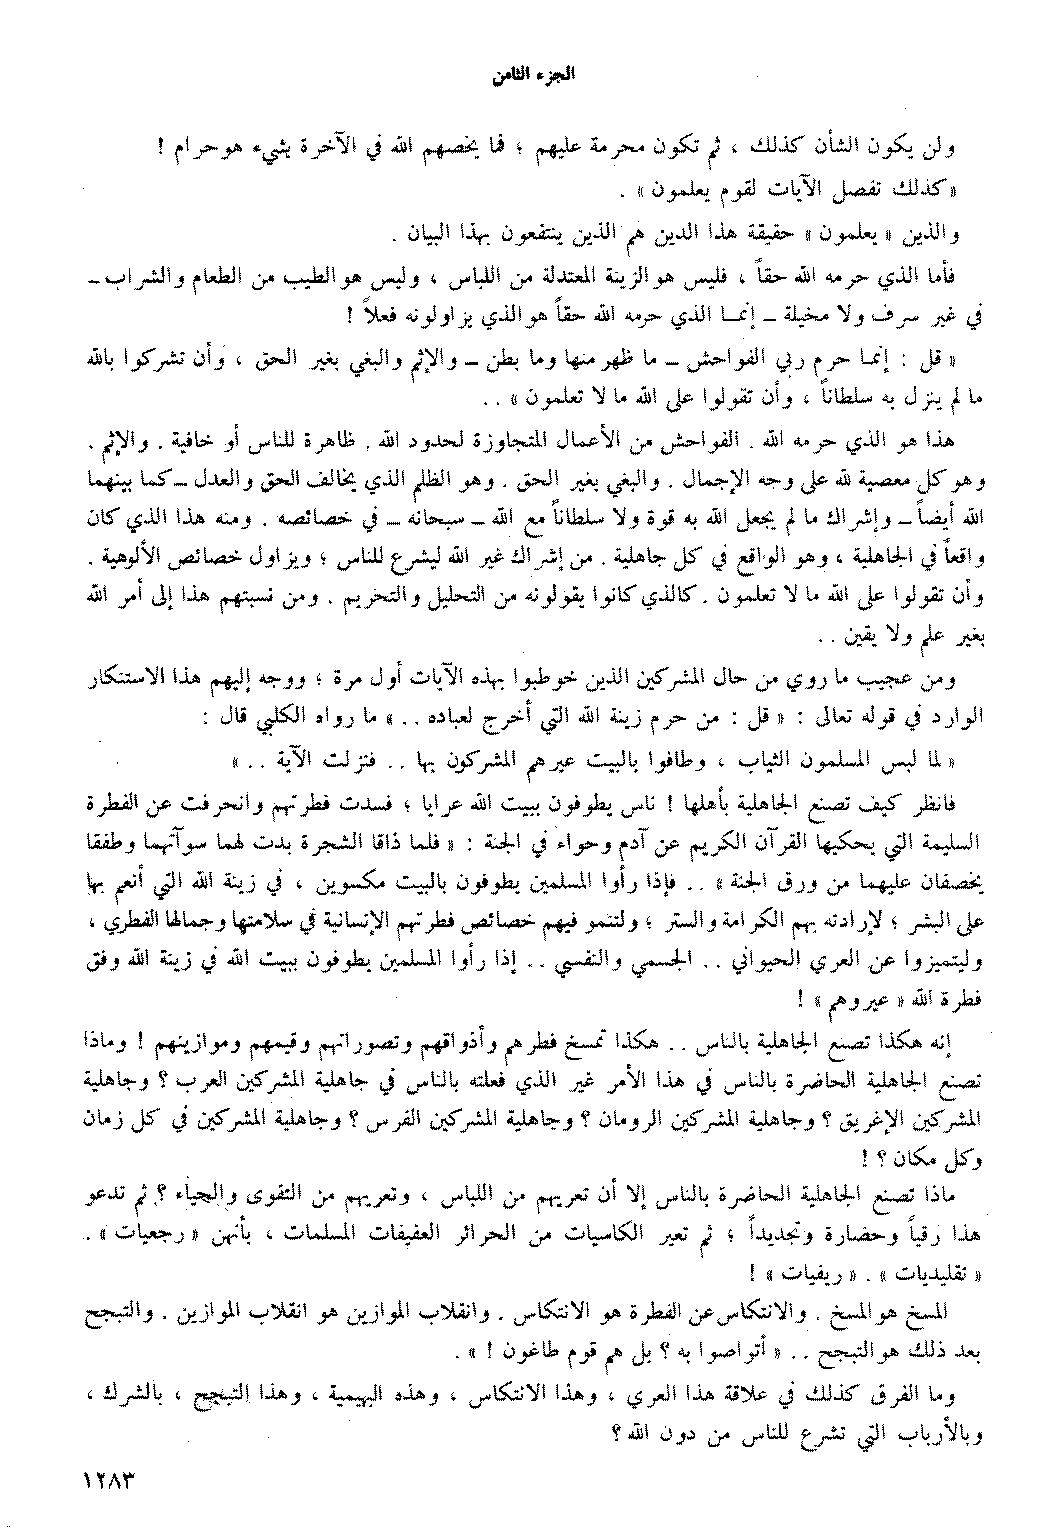 الجزء الثامن
ولن يكون الشأن كذلك ، ثم تكون محرمة عليهم ؛ فما يخصهم الله في الآخرة بشيء هو حرام !
« كذلك نفصل الآيات لقوم يعلمون » .
والذين « يعلمون » حقيقة هذا الدين هم الذين ينتفعون بهذا البيان .
فأما الذي حرمه الله حقاً ، فليس هو الزينة المعتدلة من اللباس ، وليس هو الطيب من الطعام والشراب –
في غير سرف ولا مخيلة – إنما الذي حرمه الله حقاً هو الذي يزاولونه فعلاً !
« قل : إنما حرم ربي الفواحش – ما ظهر منها وما بطن – والإثم والبغي بغير الحق ، وأن تشركوا بالله
ما لم ينزل به سلطاناً ، وأن تقولوا على الله ما لا تعلمون » . .
هذا هو الذي حرمه الله . الفواحش من الأعمال المتجاوزة لحدود الله . ظاهرة للناس أو خافية . والإثم .
وهو كل معصية لله على وجه الإجمال . والبغي بغير الحق . وهو الظلم الذي يخالف الحق والعدل – كما بينهما
الله أيضاً – وإشراك ما لم يجعل الله به قوة ولا سلطاناً مع الله – سبحانه – في خصائصه . ومنه هذا الذي كان
واقعاً في الجاهلية ، وهو الواقع في كل جاهلية . من إشراك غير الله ليشرع للناس ؛ ويزاول خصائص الألوهية .
وأن تقولوا على الله ما لا تعلمون . كالذي كانوا يقولونه من التحليل والتحريم . ومن نسبتهم هذا إلى أمر الله
بغير علم ولا يقين . .
ومن عجيب ما روي من حال المشركين الذين خوطبوا بهذه الآيات أول مرة ؛ ووجه إليهم هذا الاستنكار
الوارد في قوله تعالى : « قل : من حرم زينة الله التي أخرج لعباده . . » ما رواه الكلبي قال :
« لما لبس المسلمون الثياب ، وطافوا بالبيت عيرهم المشركون بها . . فنزلت الآية . . »
فانظر كيف تصنع الجاهلية بأهلها ! ناس يطوفون ببيت الله عرايا ؛ فسدت فطرتهم وانحرفت عن الفطرة
السليمة التي يحكيها القرآن الكريم عن آدم وحواء في الجنة : « فلما ذاقا الشجرة بدت لهما سوآتهما وطفقا
يخصفان عليهما من ورق الجنة » . . فإذا رأوا المسلمين يطوفون بالبيت مكسوين ، في زينة الله التي أنعم بها
على البشر ؛ لإرادته بهم الكرامة والستر ؛ ولتنمو فيهم خصائص فطرتهم الإنسانية في سلامتها وجمالها الفطري ،
وليتميزوا عن العري الحيواني . . الجسمي والنفسي . . إذا رأوا المسلمين يطوفون ببيت الله في زينة الله وفق
فطرة الله « عيروهم » !
إنه هكذا تصنع الجاهلية بالناس . . هكذا تمسخ فطرهم وأذواقهم وتصوراتهم وقيمهم وموازينهم ! وماذا
تصنع الجاهلية الحاضرة بالناس في هذا الأمر غير الذي فعلته بالناس في جاهلية المشركين العرب ؟ وجاهلية
المشركين الإغريق ؟ وجاهلية المشركين الرومان ؟ وجاهلية المشركين الفرس ؟ وجاهلية المشركين في كل زمان
وكل مكان ؟ !
ماذا تصنع الجاهلية الحاضرة بالناس إلا أن تعريهم من اللباس ، وتعريهم من التقوى والحياء ؟ ثم تدعو
هذا رقياً وحضارة وتجديداً ؛ ثم تعير الكاسيات من الحرائر العفيفات المسلمات ، بأنهن « رجعيات » .
« تقليديات » . « ريفيات » !
المسخ هو المسخ . والانتكاس عن الفطرة هو الانتكاس . وانقلاب الموازين هو انقلاب الموازين . والتبجح
بعد ذلك هو التبجح . . « أتواصوا به ؟ بل هم قوم طاغون ! » .
وما الفرق كذلك في علاقة هذا العري ، وهذا الانتكاس ، وهذه البهيمية ، وهذا التبجح ، بالشرك ،
وبالأرباب التي تشرع للناس من دون الله ؟
١٢٨٣